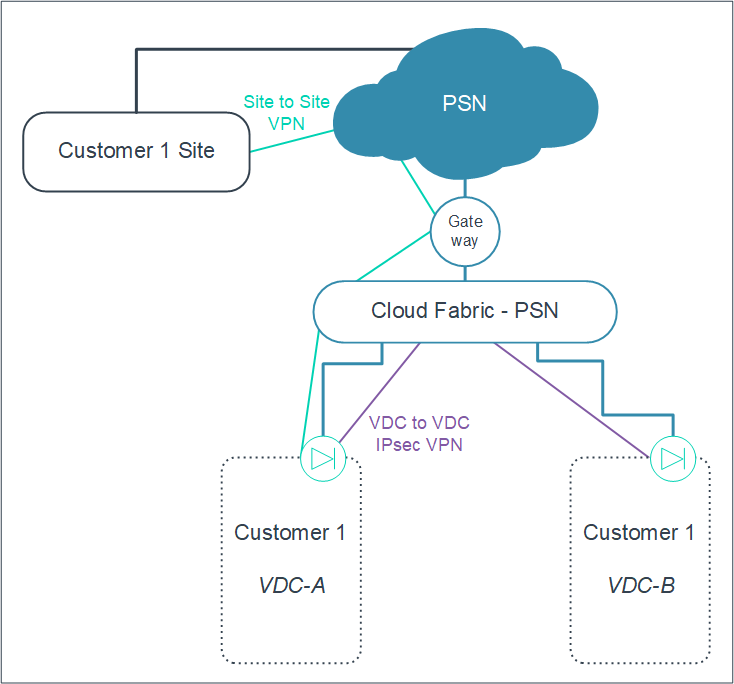 PSN
Site to Site
VPN
Customer 1 Site
Gate
way
Cloud Fabric - PSN
VDC to VDC
IPsec VPN
Customer 1
VDC-A
Customer 1
VDC-B